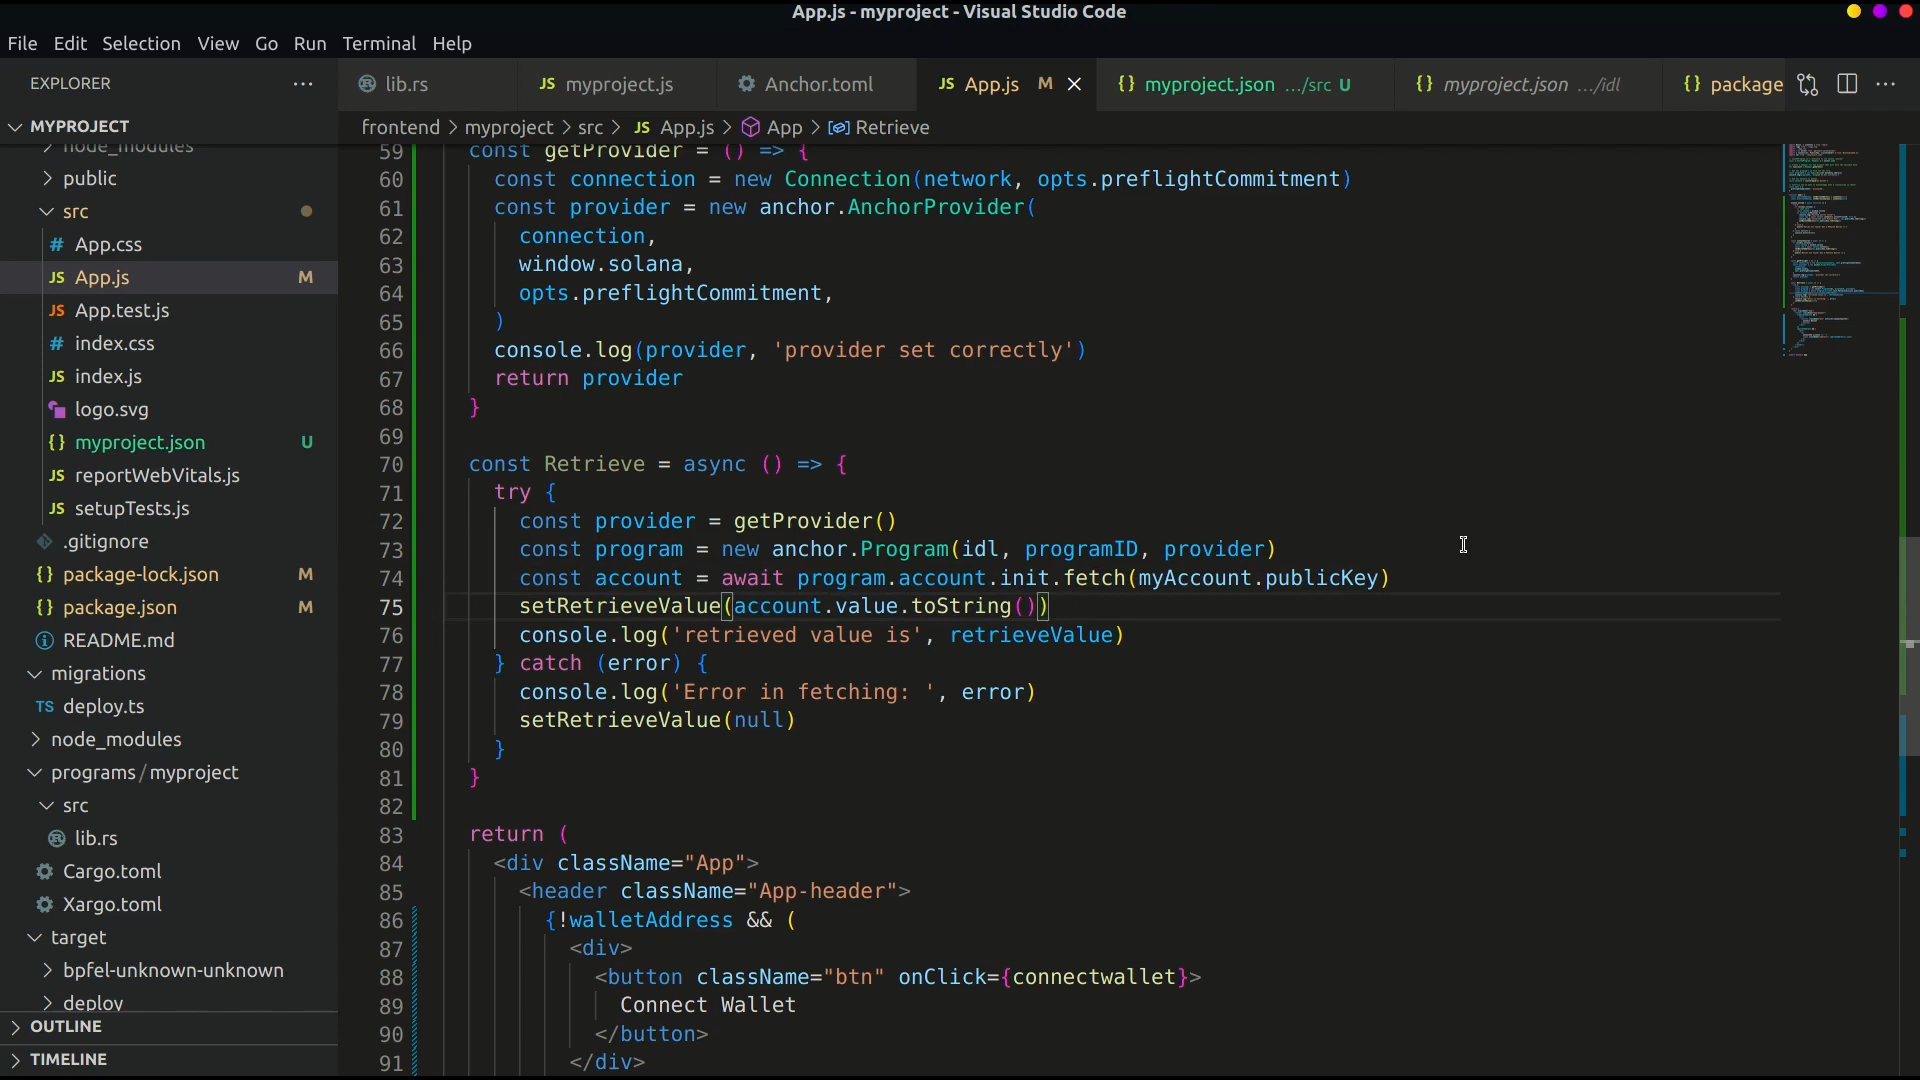 App.js - myproject - Visual Studio Code
File Edit Selection View Go Run Terminal Help
EXPLORER ···
lib.rs
JS myproject.js
Anchor.toml
JS App.js M
{} myproject.json .../src U
{} myproject.json .../idl
{} package
···
MYPROJECT
frontend > myproject > src > JS App.js > App > Retrieve
node_modules
public
src
# App.css
JS App.js M
JS App.test.js
# index.css
JS index.js
logo.svg
{} myproject.json U
JS reportWebVitals.js
JS setupTests.js
.gitignore
{} package-lock.json M
{} package.json M
README.md
migrations
TS deploy.ts
node_modules
programs / myproject
src
lib.rs
Cargo.toml
Xargo.toml
target
bpfel-unknown-unknown
deploy
OUTLINE
TIMELINE
59 const getProvider = () => {
60 const connection = new Connection(network, opts.preflightCommitment)
61 const provider = new anchor.AnchorProvider(
62 connection,
63 window.solana,
64 opts.preflightCommitment,
65 )
66 console.log(provider, 'provider set correctly')
67 return provider
68 }
69
70 const Retrieve = async () => {
71 try {
72 const provider = getProvider()
73 const program = new anchor.Program(idl, programID, provider)
74 const account = await program.account.init.fetch(myAccount.publicKey)
75 setRetrieveValue(account.value.toString())
76 console.log('retrieved value is', retrieveValue)
77 } catch (error) {
78 console.log('Error in fetching: ', error)
79 setRetrieveValue(null)
80 }
81 }
82
83 return (
84 <div className="App">
85 <header className="App-header">
86 {!walletAddress && (
87 <div>
88 <button className="btn" onClick={connectwallet}>
89 Connect Wallet
90 </button>
91 </div>